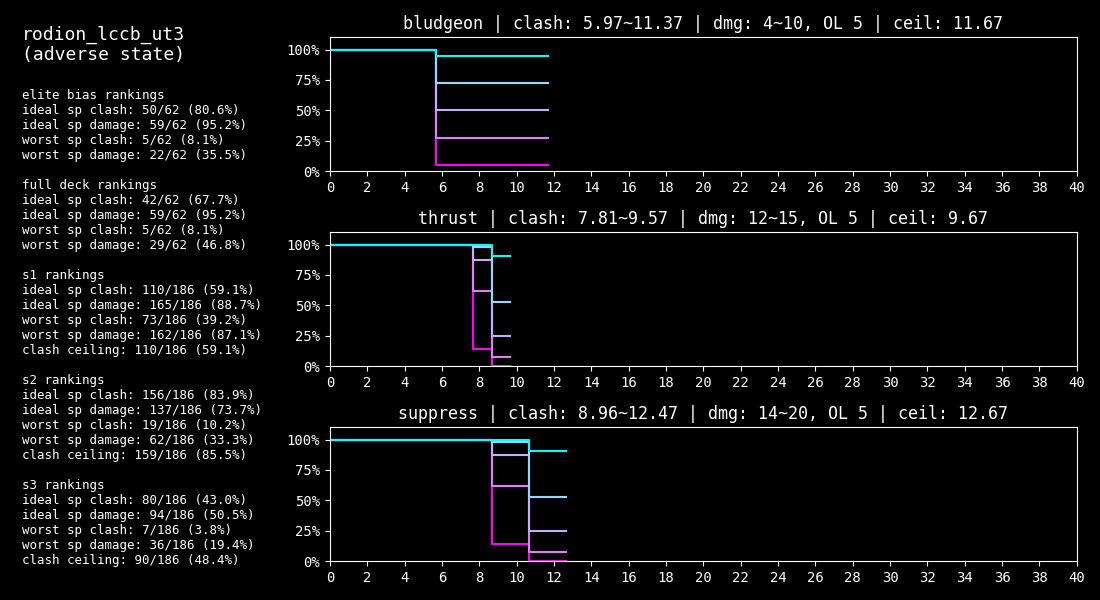 rodion_lccb_ut3
(adverse state)
elite bias rankings
ideal sp clash: 50/62 (80.6%)
ideal sp damage: 59/62 (95.2%)
worst sp clash: 5/62 (8.1%)
worst sp damage: 22/62 (35.5%)
full deck rankings
ideal sp clash: 42/62 (67.7%)
ideal sp damage: 59/62 (95.2%)
worst sp clash: 5/62 (8.1%)
worst sp damage: 29/62 (46.8%)
s1 rankings
ideal sp clash: 110/186 (59.1%)
ideal sp damage: 165/186 (88.7%)
worst sp clash: 73/186 (39.2%)
worst sp damage: 162/186 (87.1%)
clash ceiling: 110/186 (59.1%)
s2 rankings
ideal sp clash: 156/186 (83.9%)
ideal sp damage: 137/186 (73.7%)
worst sp clash: 19/186 (10.2%)
worst sp damage: 62/186 (33.3%)
clash ceiling: 159/186 (85.5%)
s3 rankings
ideal sp clash: 80/186 (43.0%)
ideal sp damage: 94/186 (50.5%)
worst sp clash: 7/186 (3.8%)
worst sp damage: 36/186 (19.4%)
clash ceiling: 90/186 (48.4%)
bludgeon | clash: 5.97~11.37 | dmg: 4~10, OL 5 | ceil: 11.67
100%
75%
50%
25%
0%
0 2 4 6 8 10 12 14 16 18 20 22 24 26 28 30 32 34 36 38 40
thrust | clash: 7.81~9.57 | dmg: 12~15, OL 5 | ceil: 9.67
100%
75%
50%
25%
0%
0 2 4 6 8 10 12 14 16 18 20 22 24 26 28 30 32 34 36 38 40
suppress | clash: 8.96~12.47 | dmg: 14~20, OL 5 | ceil: 12.67
100%
75%
50%
25%
0%
0 2 4 6 8 10 12 14 16 18 20 22 24 26 28 30 32 34 36 38 40